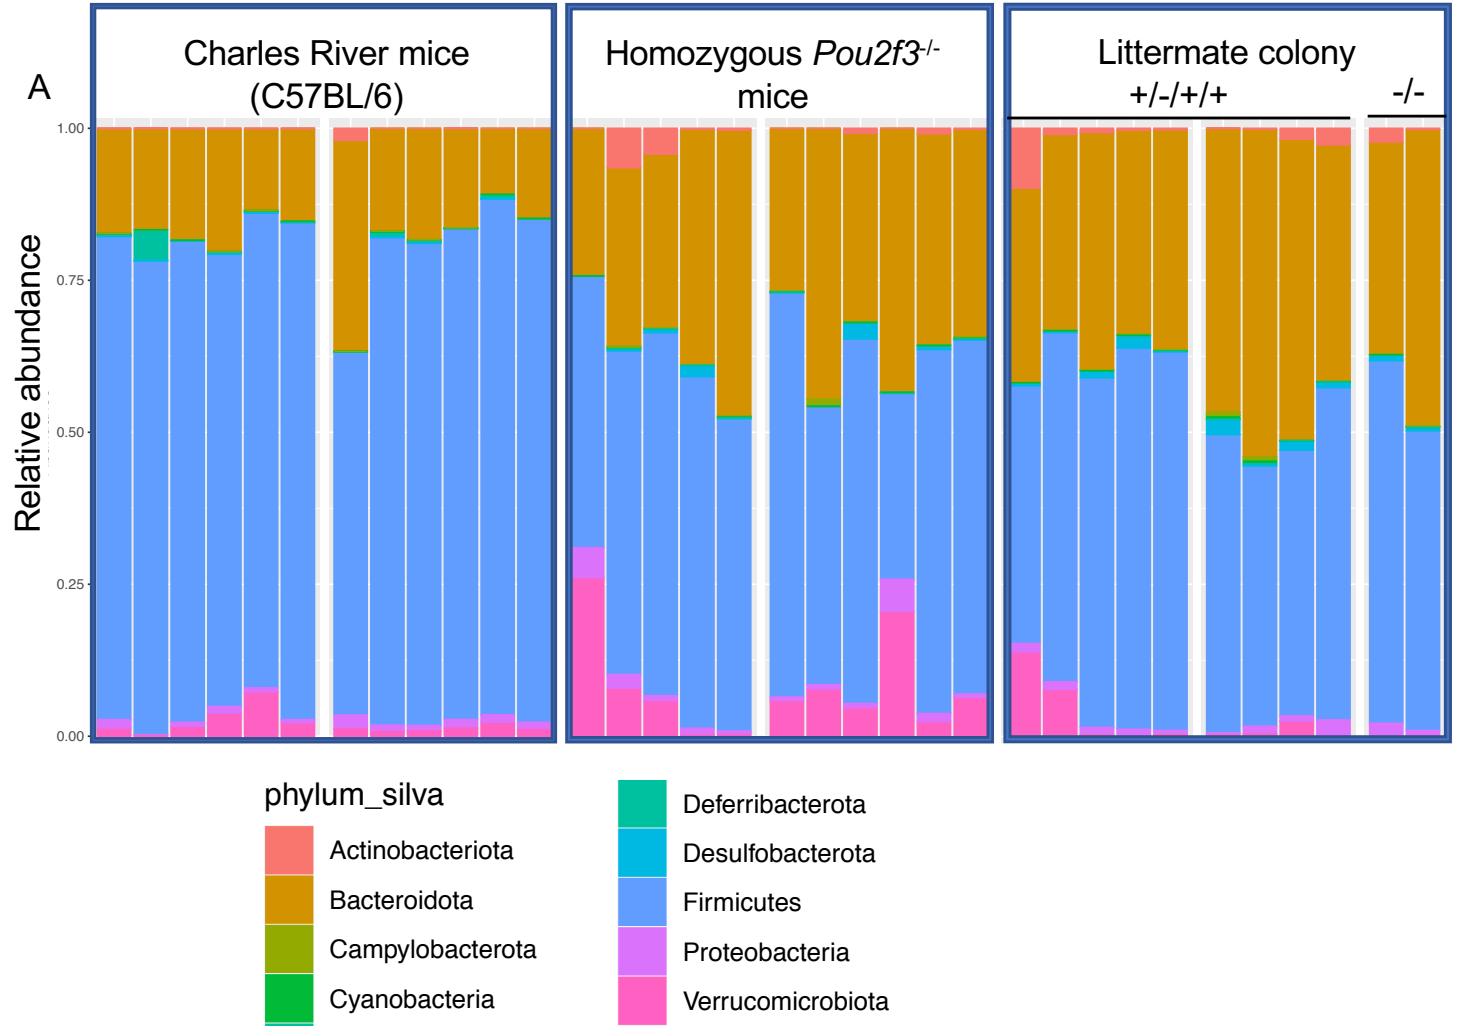 A
Charles River mice
(C57BL/6)
Homozygous Pou2f3-/-
mice
Littermate colony
+/-/+/+
-/-
Relative abundance
1.00
0.75
0.50
0.25
0.00
phylum_silva
Actinobacteriota
Bacteroidota
Campylobacterota
Cyanobacteria
Deferribacterota
Desulfobacterota
Firmicutes
Proteobacteria
Verrucomicrobiota